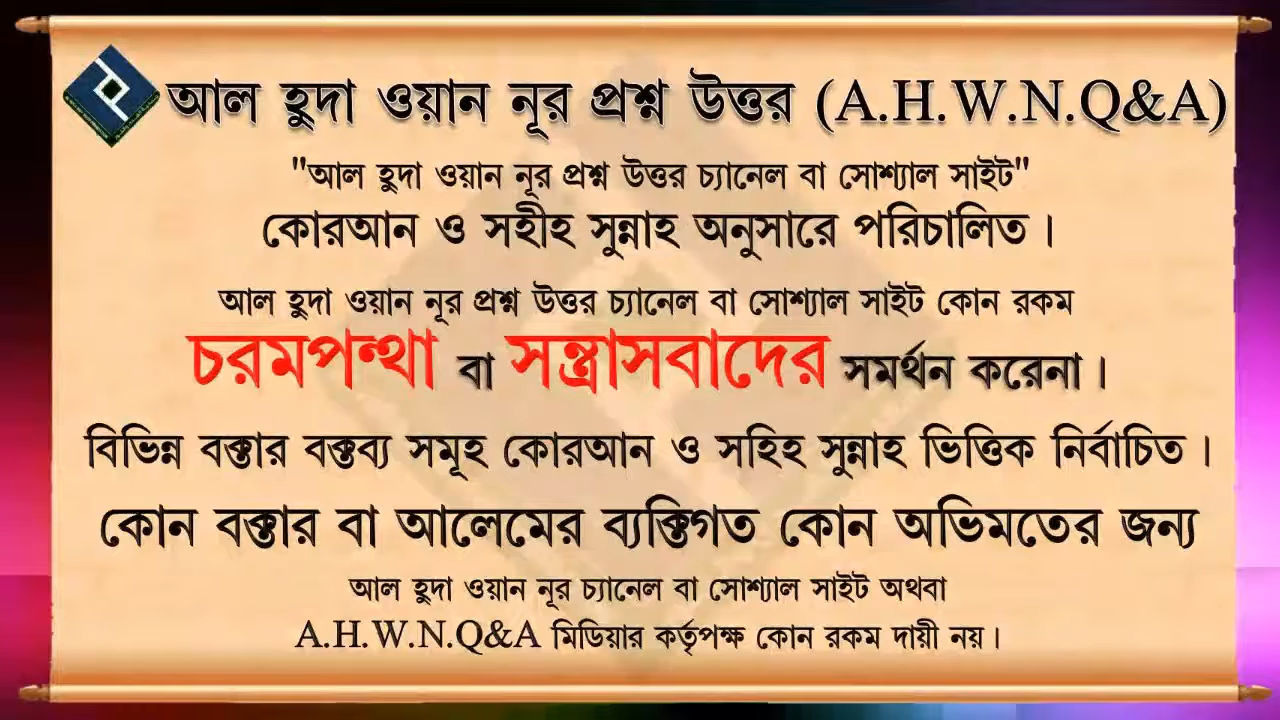 আল হুদা ওয়ান নূর প্রশ্ন উত্তর (A.H.W.N.Q&A)
"আল হুদা ওয়ান নূর প্রশ্ন উত্তর চ্যানেল বা সোশ্যাল সাইট"
কোরআন ও সহীহ সুন্নাহ অনুসারে পরিচালিত।
আল হুদা ওয়ান নূর প্রশ্ন উত্তর চ্যানেল বা সোশ্যাল সাইট কোন রকম
চরমপন্থা বা সন্ত্রাসবাদের সমর্থন করেনা।
বিভিন্ন বক্তার বক্তব্য সমূহ কোরআন ও সহিহ সুন্নাহ ভিত্তিক নির্বাচিত।
কোন বক্তার বা আলেমের ব্যক্তিগত কোন অভিমতের জন্য
আল হুদা ওয়ান নূর চ্যানেল বা সোশ্যাল সাইট অথবা
A.H.W.N.Q&A মিডিয়ার কর্তৃপক্ষ কোন রকম দায়ী নয়।